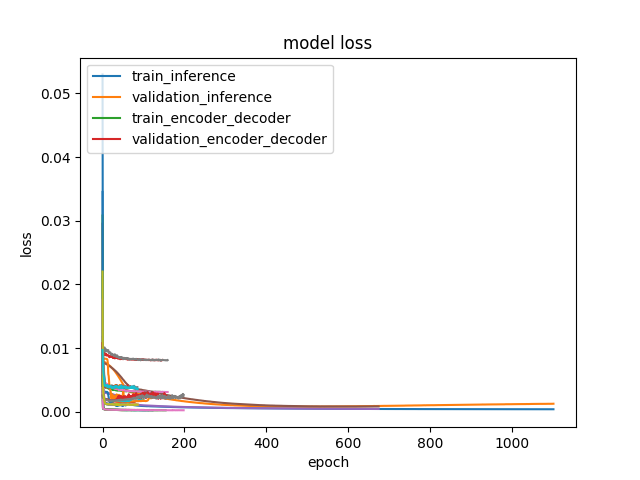 model loss
train_inference
validation_inference
train_encoder_decoder
validation_encoder_decoder
0.05
0.04
0.03
0.02
0.01
0.00
loss
0 200 400 600 800 1000
epoch